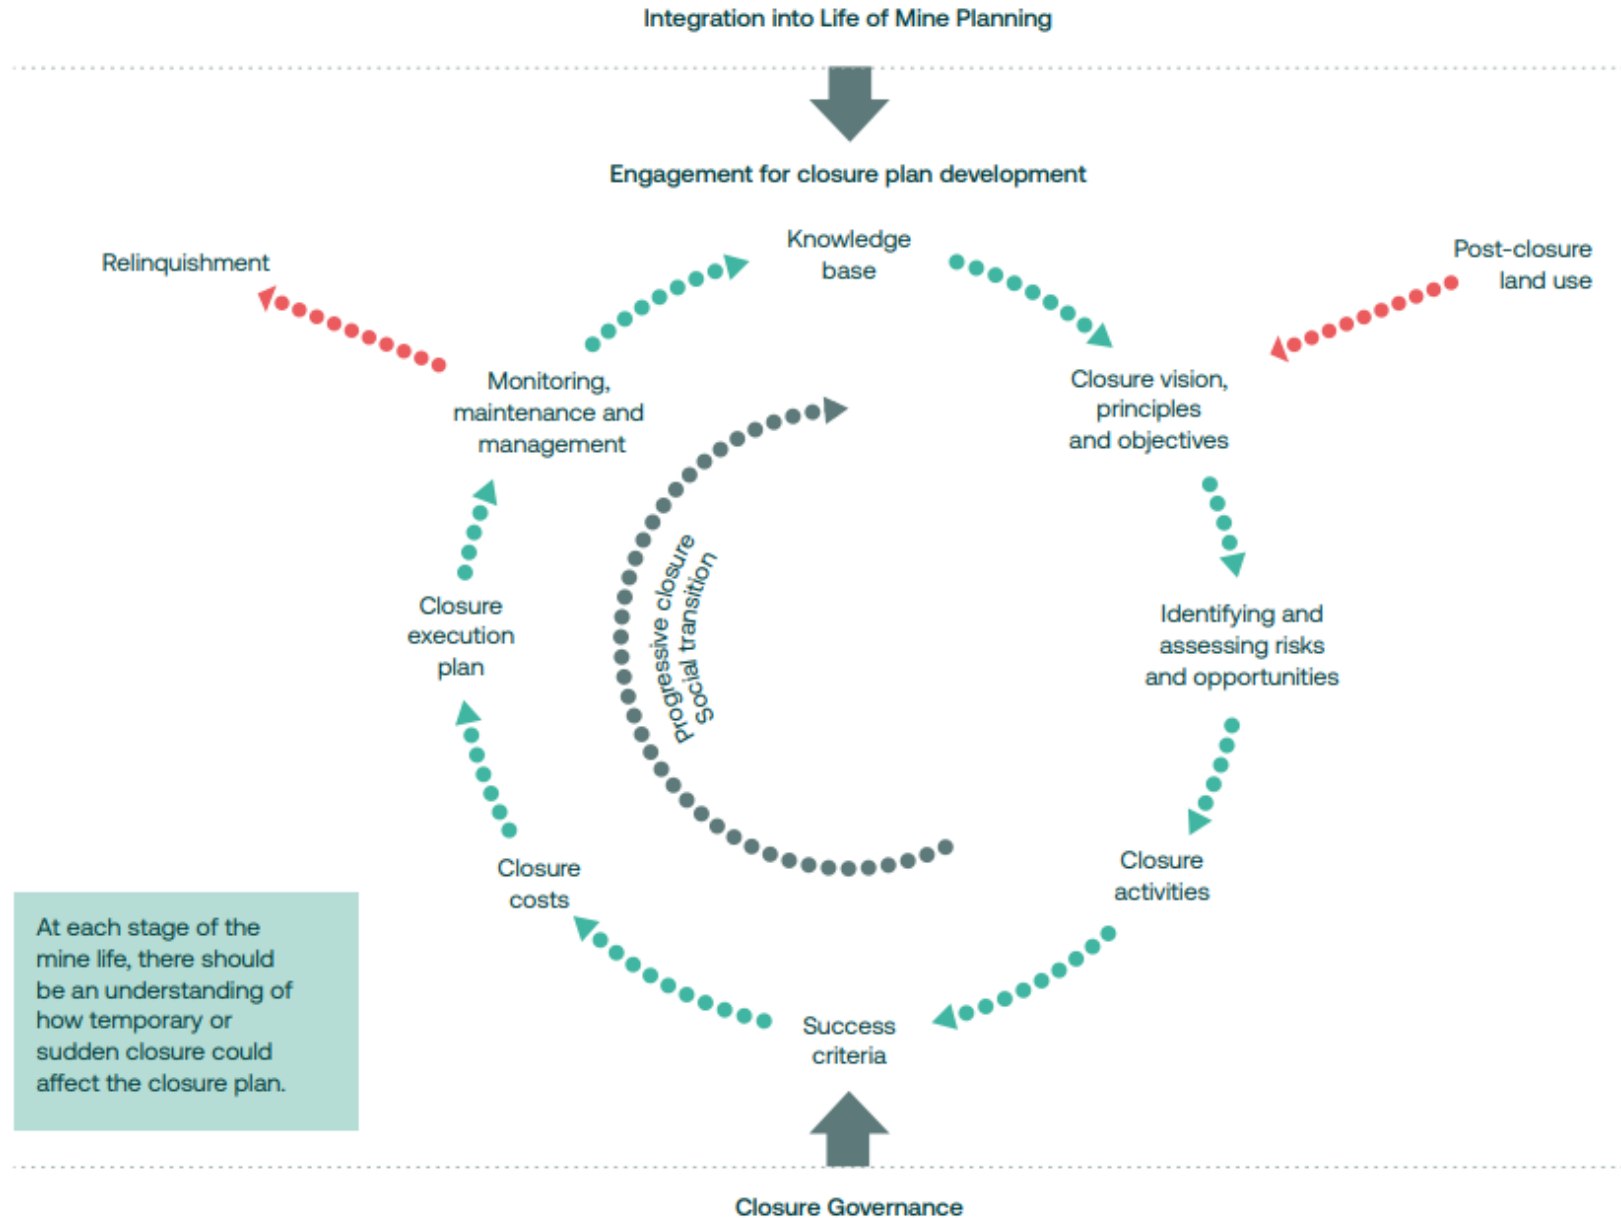 Integration into Life of Mine Planning
Engagement for closure plan development
Knowledge
base
Relinquishment
Post-closure
land use
Monitoring,
maintenance and
management
Closure vision,
principles
and objectives
Progressive closure
Social transition
Closure
execution
plan
Identifying and
assessing risks
and opportunities
Closure
costs
Closure
activities
At each stage of the
mine life, there should
be an understanding of
how temporary or
sudden closure could
affect the closure plan.
Success
criteria
Closure Governance